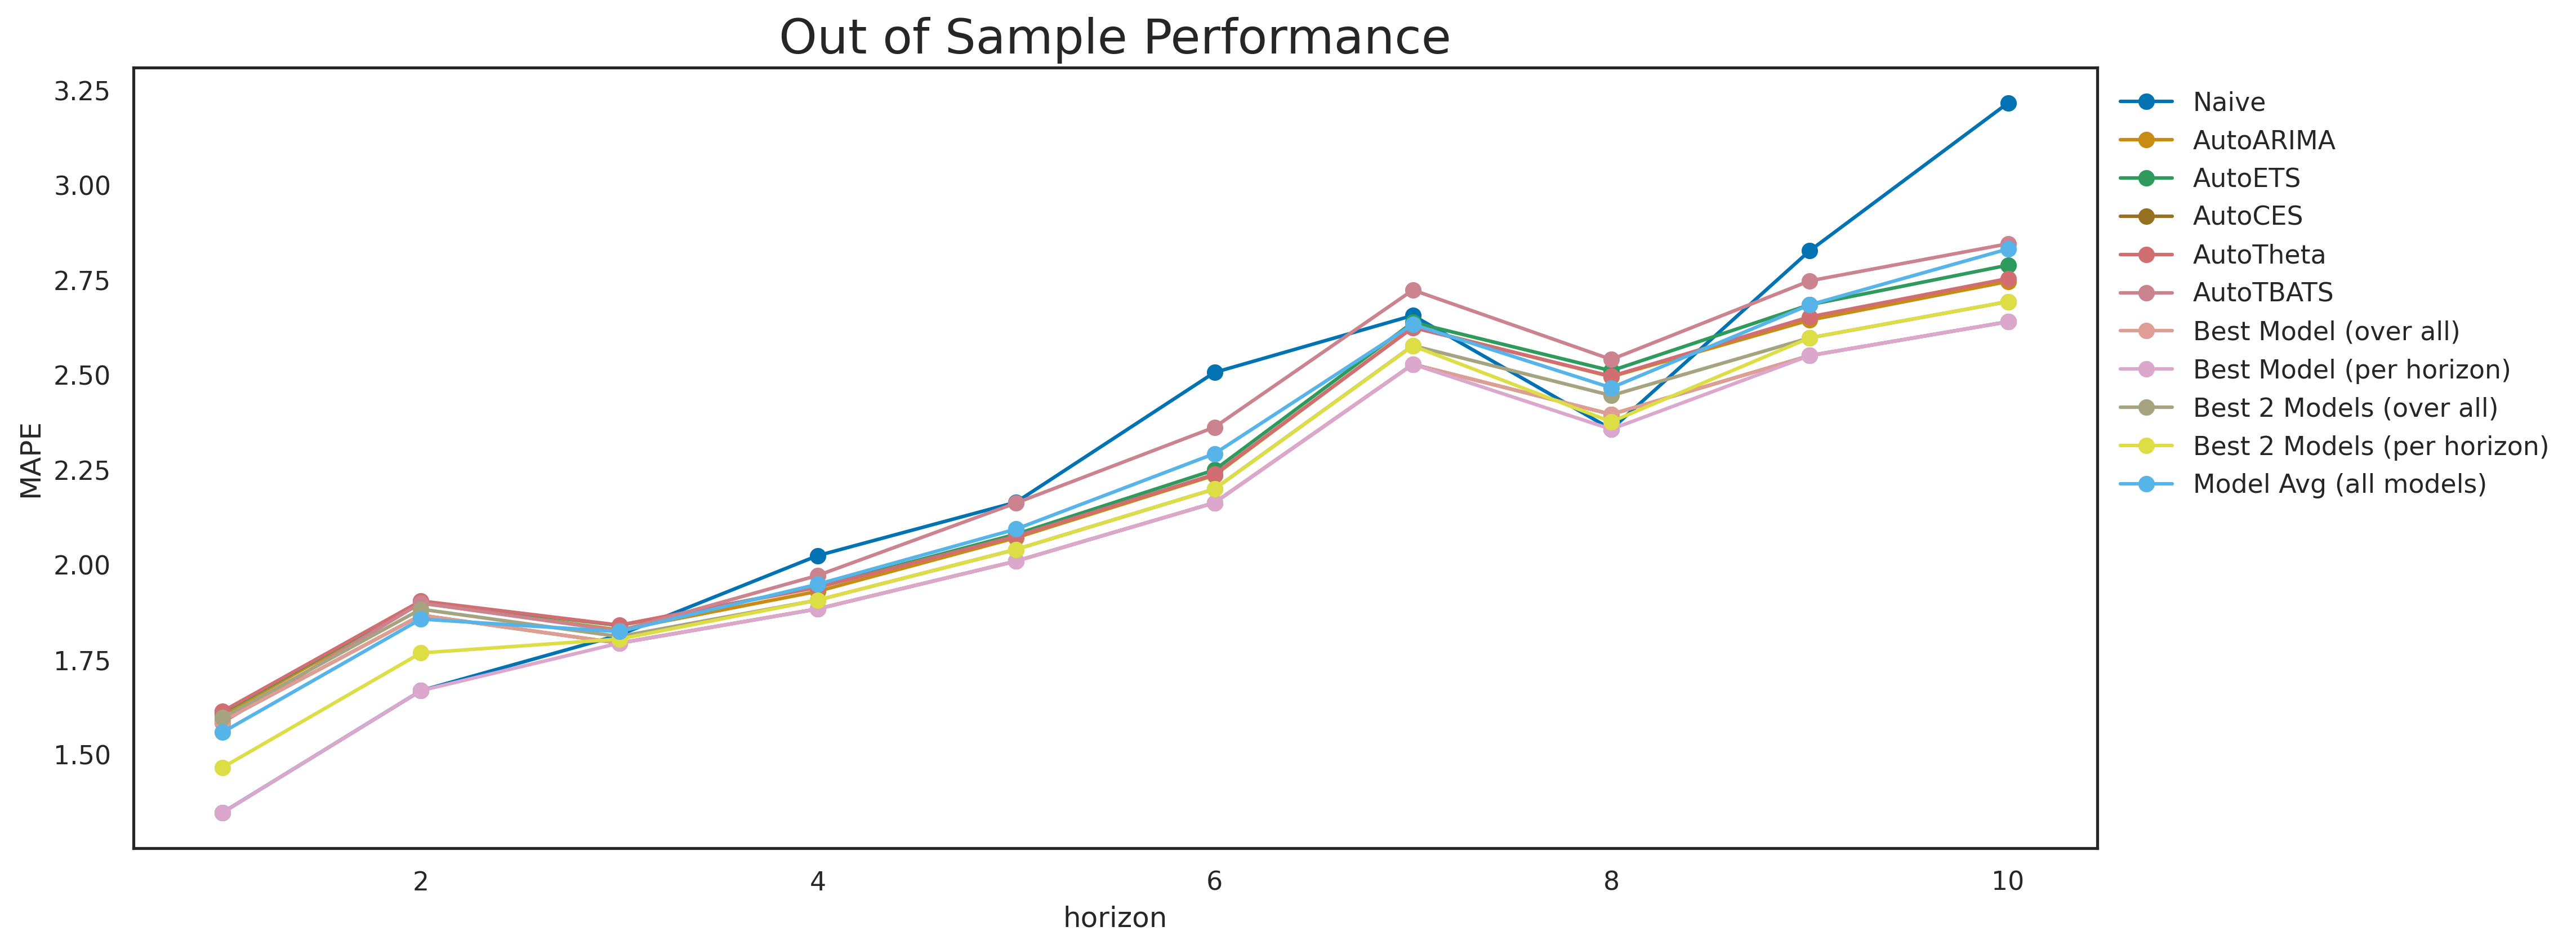 Out of Sample Performance
3.25
3.00
2.75
2.50
2.25
2.00
1.75
1.50
MAPE
2
4
6
8
10
horizon
Naive
AutoARIMA
AutoETS
AutoCES
AutoTheta
AutoTBATS
Best Model (over all)
Best Model (per horizon)
Best 2 Models (over all)
Best 2 Models (per horizon)
Model Avg (all models)